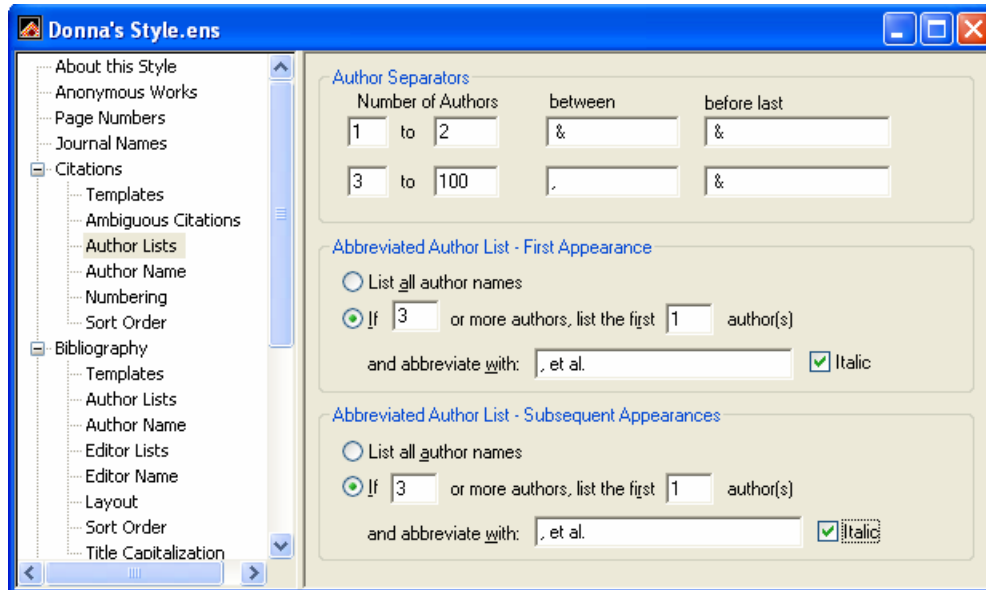 Donna's Style.ens
About this Style
Anonymous Works
Page Numbers
Journal Names
Citations
Templates
Ambiguous Citations
Author Lists
Author Name
Numbering
Sort Order
Bibliography
Templates
Author Lists
Author Name
Editor Lists
Editor Name
Layout
Sort Order
Title Capitalization
Author Separators
Number of Authors between before last
1 to 2 & &
3 to 100 , &
Abbreviated Author List - First Appearance
List all author names
If 3 or more authors, list the first 1 author(s)
and abbreviate with: , et al. Italic
Abbreviated Author List - Subsequent Appearances
List all author names
If 3 or more authors, list the first 1 author(s)
and abbreviate with: , et al. Italic